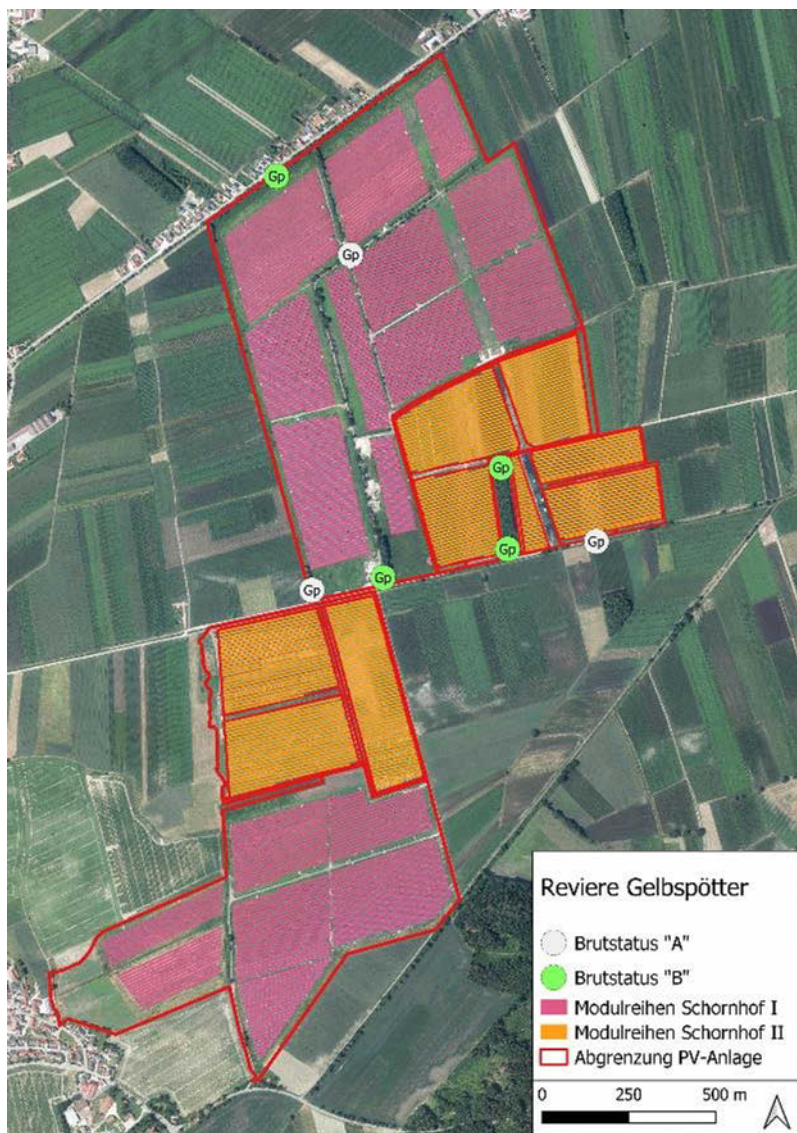 Gp
Gp
Gp
Gp
Gp
Gp
Gp
Reviere Gelbspötter
Brutstatus "A"
Brutstatus "B"
Modulreihen Schornhof I
Modulreihen Schornhof II
Abgrenzung PV-Anlage
0 250 500 m